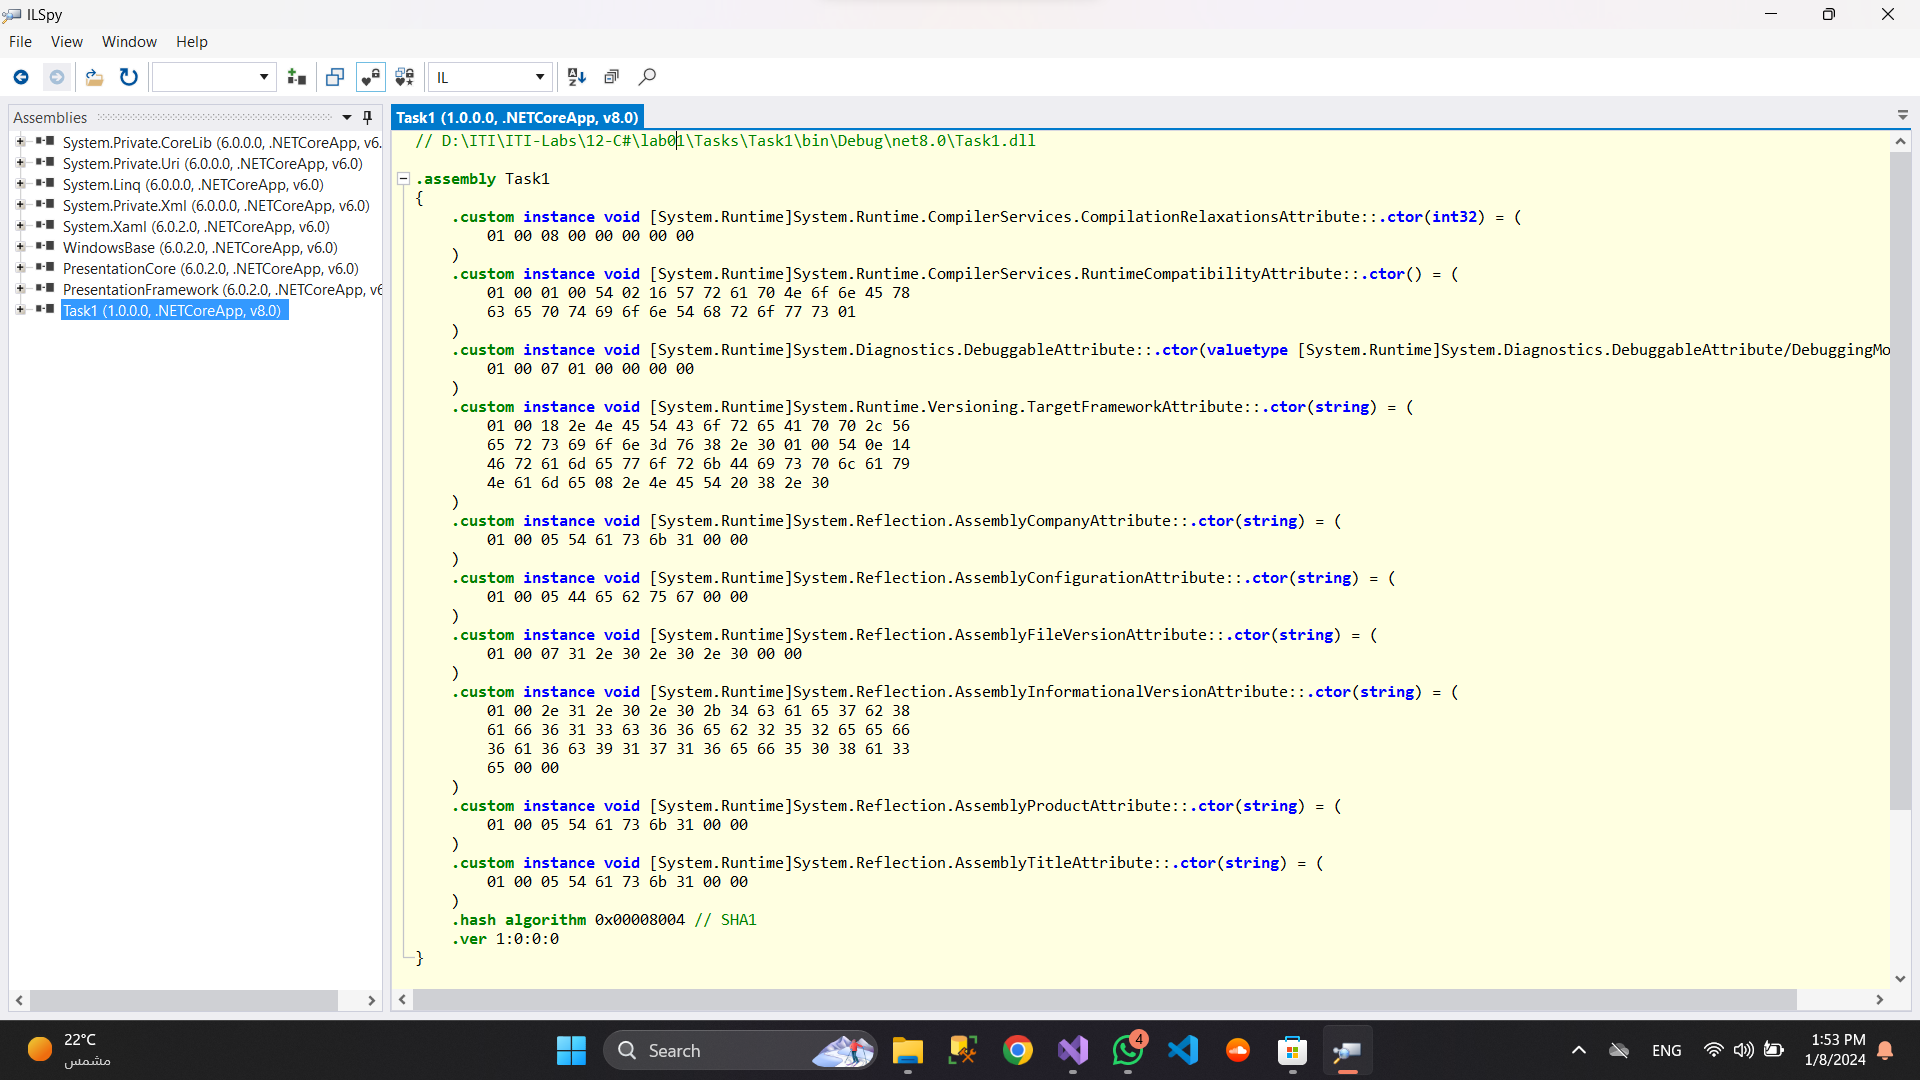 ILSpy
File View Window Help
IL
Assemblies
System.Private.CoreLib (6.0.0.0, .NETCoreApp, v6.
System.Private.Uri (6.0.0.0, .NETCoreApp, v6.0)
System.Linq (6.0.0.0, .NETCoreApp, v6.0)
System.Private.Xml (6.0.0.0, .NETCoreApp, v6.0)
System.Xaml (6.0.2.0, .NETCoreApp, v6.0)
WindowsBase (6.0.2.0, .NETCoreApp, v6.0)
PresentationCore (6.0.2.0, .NETCoreApp, v6.0)
PresentationFramework (6.0.2.0, .NETCoreApp, v6
Task1 (1.0.0.0, .NETCoreApp, v8.0)
Task1 (1.0.0.0, .NETCoreApp, v8.0)
// D:\ITI\ITI-Labs\12-C#\lab01\Tasks\Task1\bin\Debug\net8.0\Task1.dll
.assembly Task1
{
.custom instance void [System.Runtime]System.Runtime.CompilerServices.CompilationRelaxationsAttribute::.ctor(int32) = (
01 00 08 00 00 00 00 00
)
.custom instance void [System.Runtime]System.Runtime.CompilerServices.RuntimeCompatibilityAttribute::.ctor() = (
01 00 01 00 54 02 16 57 72 61 70 4e 6f 6e 45 78
63 65 70 74 69 6f 6e 54 68 72 6f 77 73 01
)
.custom instance void [System.Runtime]System.Diagnostics.DebuggableAttribute::.ctor(valuetype [System.Runtime]System.Diagnostics.DebuggableAttribute/DebuggingMo
01 00 07 01 00 00 00 00
)
.custom instance void [System.Runtime]System.Runtime.Versioning.TargetFrameworkAttribute::.ctor(string) = (
01 00 18 2e 4e 45 54 43 6f 72 65 41 70 70 2c 56
65 72 73 69 6f 6e 3d 76 38 2e 30 01 00 54 0e 14
46 72 61 6d 65 77 6f 72 6b 44 69 73 70 6c 61 79
4e 61 6d 65 08 2e 4e 45 54 20 38 2e 30
)
.custom instance void [System.Runtime]System.Reflection.AssemblyCompanyAttribute::.ctor(string) = (
01 00 05 54 61 73 6b 31 00 00
)
.custom instance void [System.Runtime]System.Reflection.AssemblyConfigurationAttribute::.ctor(string) = (
01 00 05 44 65 62 75 67 00 00
)
.custom instance void [System.Runtime]System.Reflection.AssemblyFileVersionAttribute::.ctor(string) = (
01 00 07 31 2e 30 2e 30 2e 30 00 00
)
.custom instance void [System.Runtime]System.Reflection.AssemblyInformationalVersionAttribute::.ctor(string) = (
01 00 2e 31 2e 30 2e 30 2b 34 63 61 65 37 62 38
61 66 36 31 33 63 36 36 65 62 32 35 32 65 65 66
36 61 36 63 39 31 37 31 36 65 66 35 30 38 61 33
65 00 00
)
.custom instance void [System.Runtime]System.Reflection.AssemblyProductAttribute::.ctor(string) = (
01 00 05 54 61 73 6b 31 00 00
)
.custom instance void [System.Runtime]System.Reflection.AssemblyTitleAttribute::.ctor(string) = (
01 00 05 54 61 73 6b 31 00 00
)
.hash algorithm 0x00008004 // SHA1
.ver 1:0:0:0
}
22°C
مشمس
Search
4
ENG
1:53 PM
1/8/2024